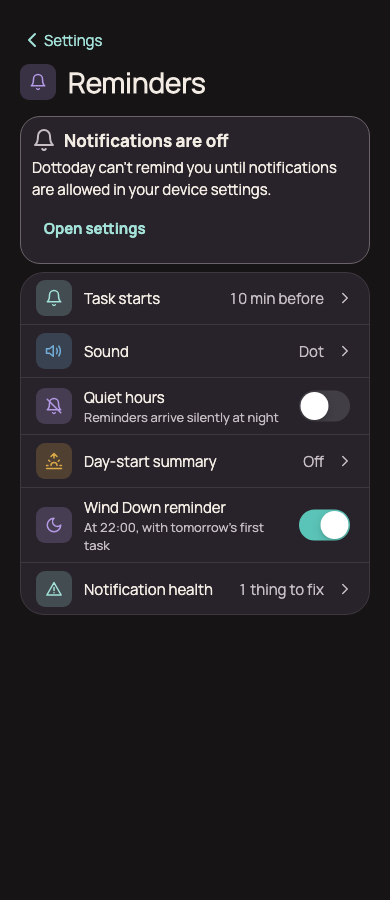 Settings
Reminders
Notifications are off
Dottoday can't remind you until notifications
are allowed in your device settings.
Open settings
Task starts 10 min before
Sound Dot
Quiet hours
Reminders arrive silently at night
Day-start summary Off
Wind Down reminder
At 22:00, with tomorrow's first
task
Notification health 1 thing to fix